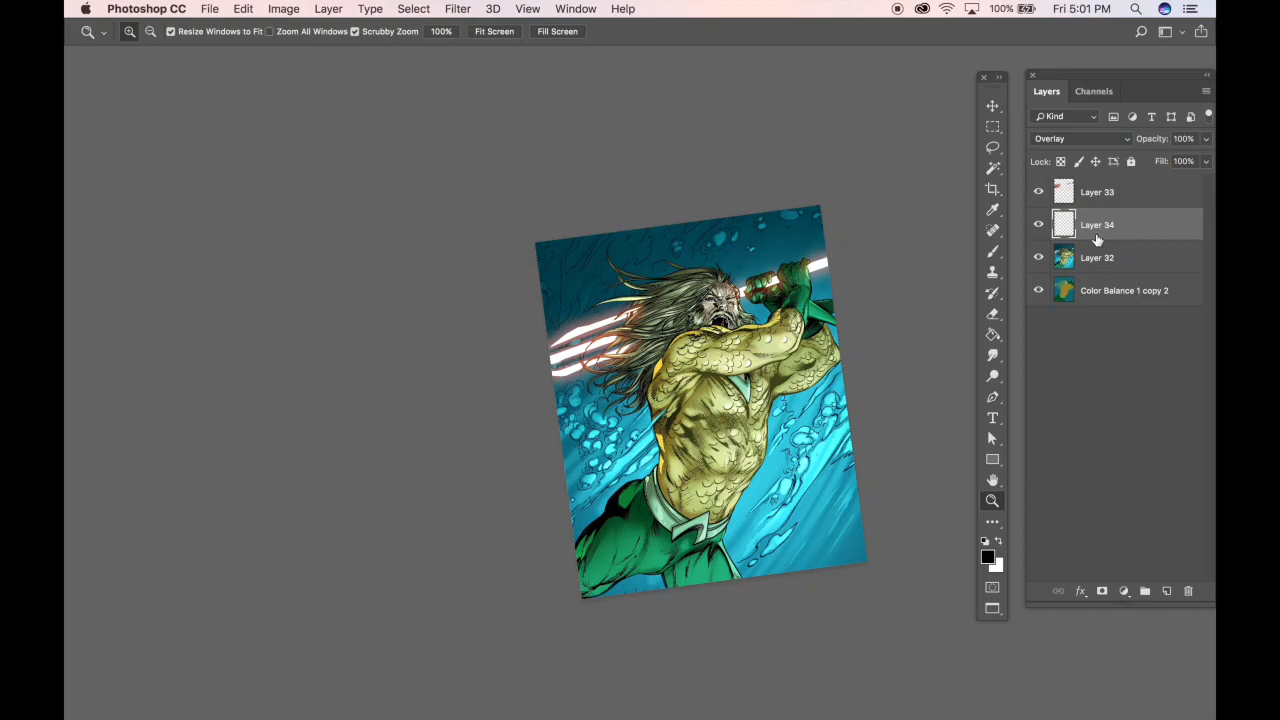 Photoshop CC File Edit Image Layer Type Select Filter 3D View Window Help 100% Fri 5:01 PM
Resize Windows to Fit Zoom All Windows Scrubby Zoom 100% Fit Screen Fill Screen
Layers Channels
Kind
Overlay Opacity: 100%
Lock: Fill: 100%
Layer 33
Layer 34
Layer 32
Color Balance 1 copy 2